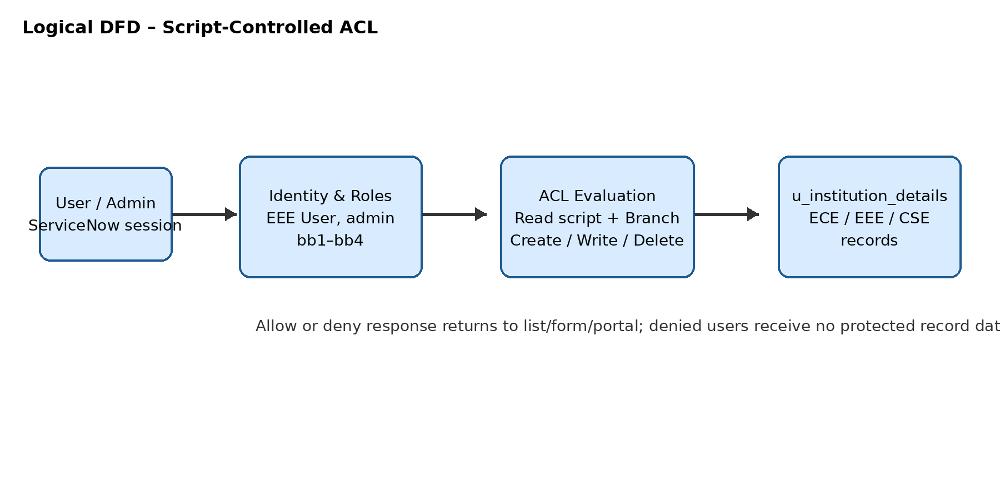 Logical DFD – Script-Controlled ACL
User / Admin
ServiceNow session
Identity & Roles
EEE User, admin
bb1–bb4
ACL Evaluation
Read script + Branch
Create / Write / Delete
u_institution_details
ECE / EEE / CSE
records
Allow or deny response returns to list/form/portal; denied users receive no protected record dat